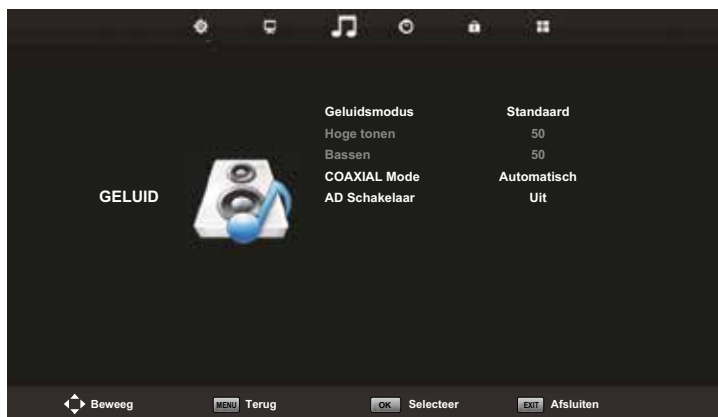 Geluidsmodus Standaard
Hoge tonen 50
Bassen 50
COAXIAL Mode Automatisch
GELUID AD Schakelaar Uit
Beweeg MENU Terug OK Selecteer EXIT Afsluiten